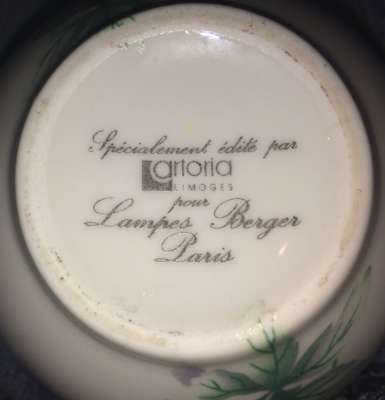 Spécialement édité par
artoria
LIMOGES
pour
Lampes Berger
Paris